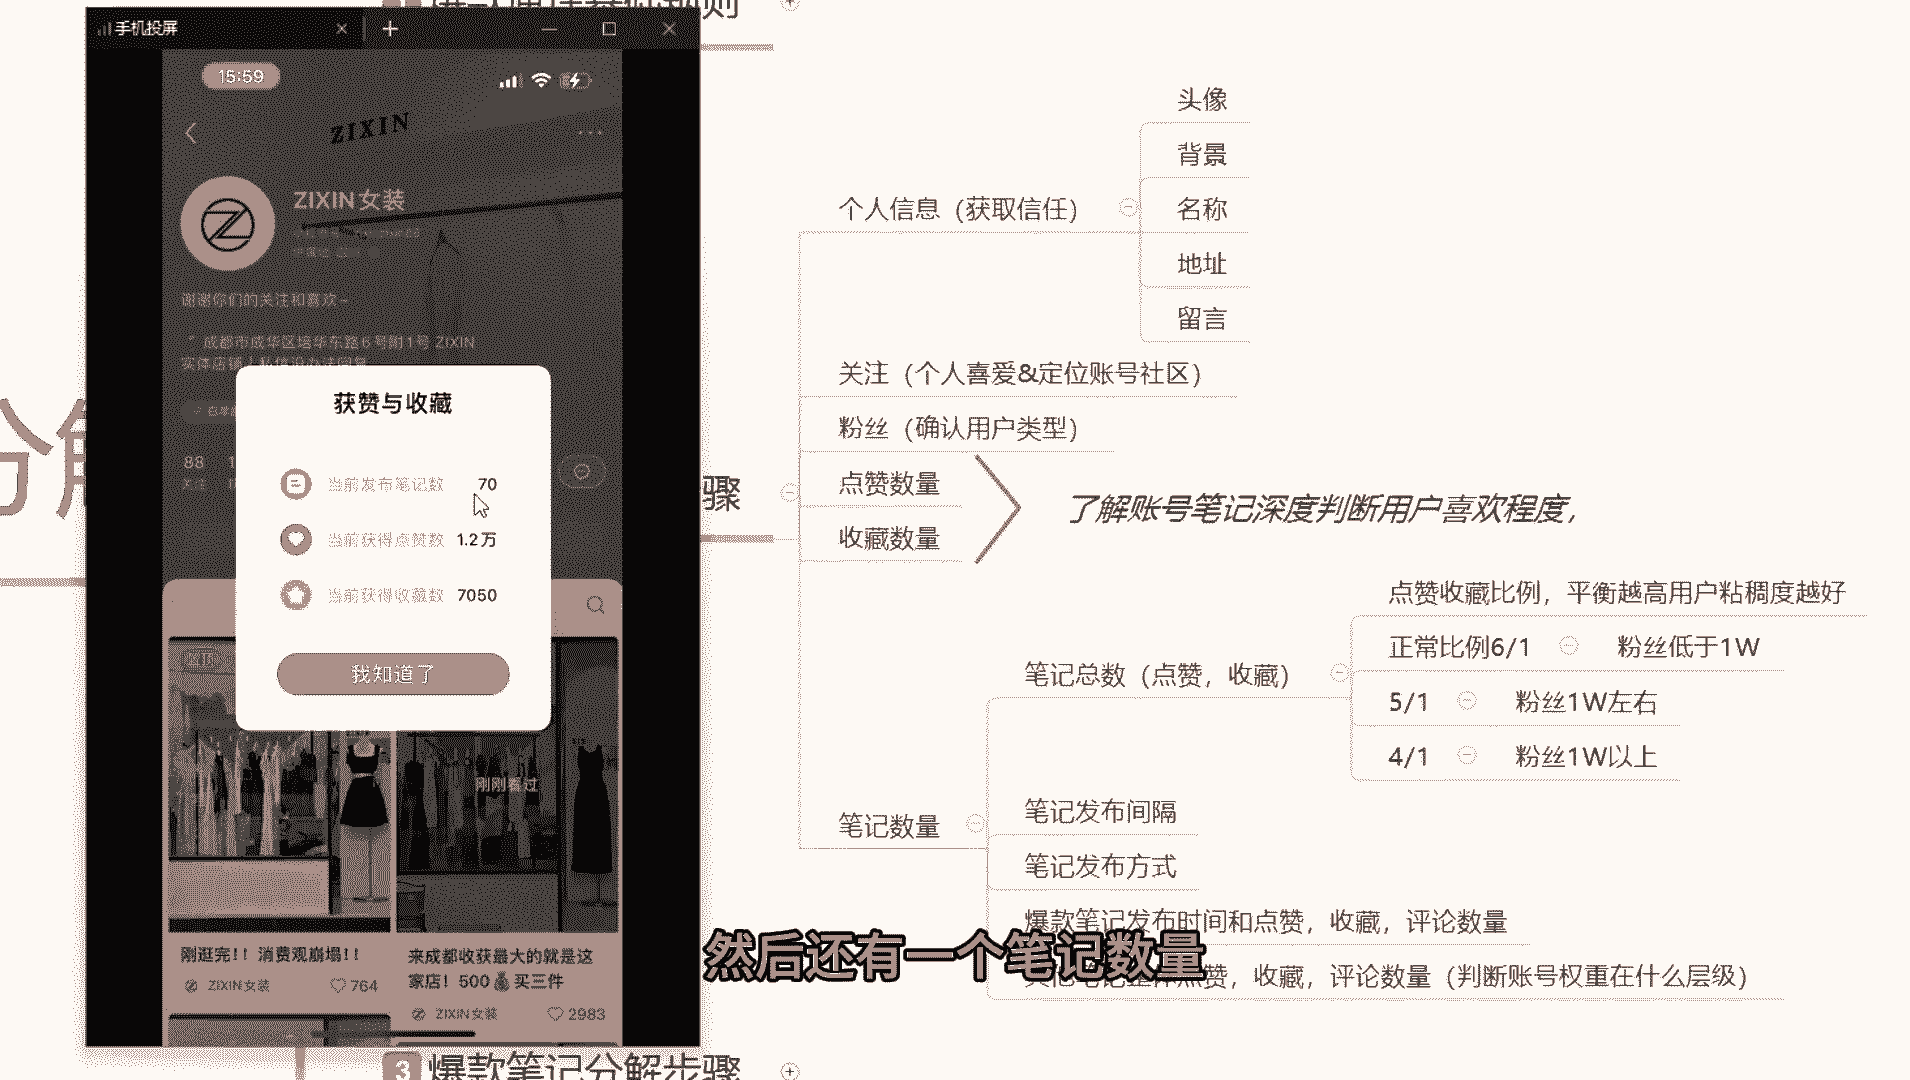 手机投屏
15:59
ZIXIN
ZIXIN女装
谢谢你们的关注和喜欢~
成都市成华区培华东路6号附1号 ZIXIN
实体店铺
88
关注
获赞与收藏
当前发布笔记数 70
当前获得点赞数 1.2万
当前获得收藏数 7050
我知道了
刚刚看过
刚逛完!! 消费观崩塌!!
ZIXIN女装 764
来成都收获最大的就是这
家店! 500💰买三件
ZIXIN女装 2983
分解
骤
个人信息（获取信任）
头像
背景
名称
地址
留言
关注（个人喜爱&定位账号社区）
粉丝（确认用户类型）
点赞数量
收藏数量
了解账号笔记深度判断用户喜欢程度，
笔记数量
笔记总数（点赞，收藏）
点赞收藏比例，平衡越高用户粘稠度越好
正常比例6/1 粉丝低于1W
5/1 粉丝1W左右
4/1 粉丝1W以上
笔记发布间隔
笔记发布方式
爆款笔记发布时间和点赞，收藏，评论数量
点赞，收藏，评论数量（判断账号权重在什么层级）
然后还有一个笔记数量
3 爆款笔记分解步骤